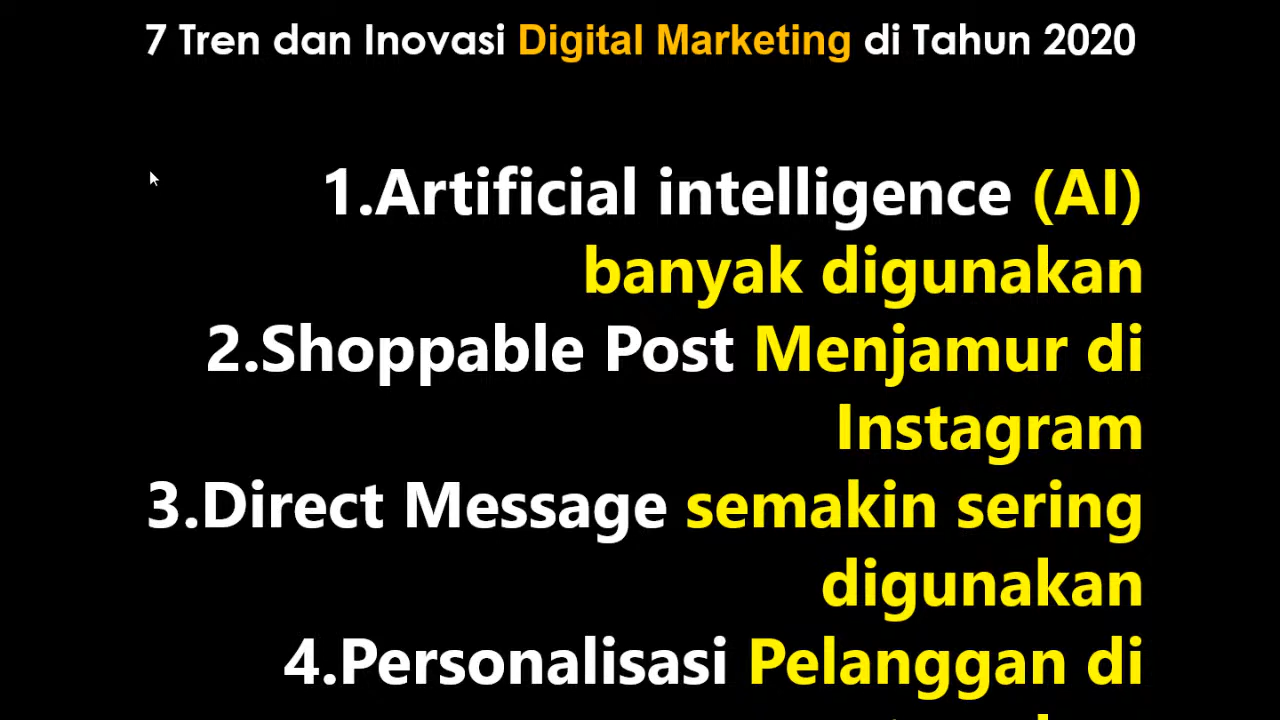 7 Tren dan Inovasi Digital Marketing di Tahun 2020
1.Artificial intelligence (AI)
banyak digunakan
2.Shoppable Post Menjamur di
Instagram
3.Direct Message semakin sering
digunakan
4.Personalisasi Pelanggan di